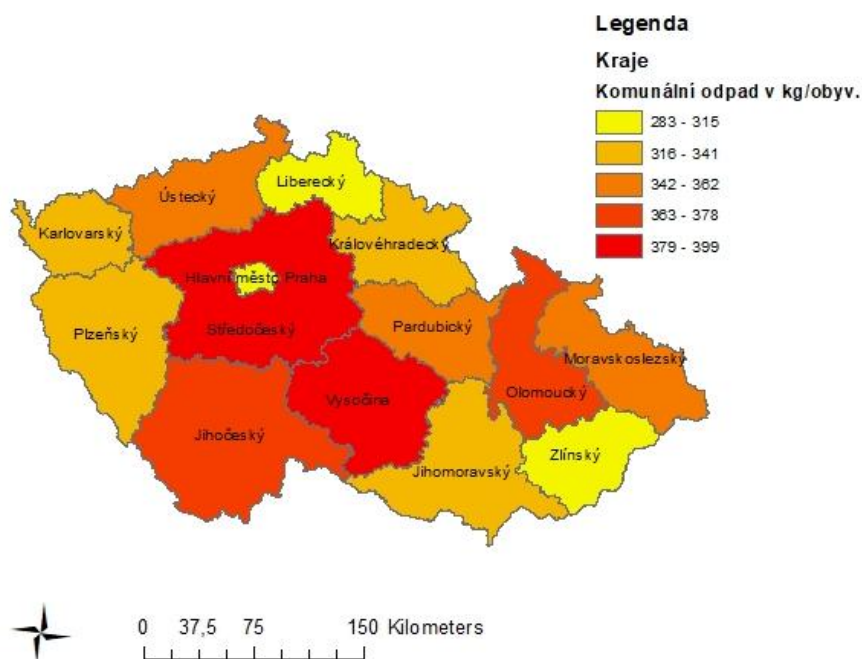 Legenda
Kraje
Komunální odpad v kg/obyv.
283 - 315
316 - 341
342 - 362
363 - 378
379 - 399
Liberecký
Ústecký
Karlovarský
Královéhradecký
Hlavní město Praha
Středočeský
Plzeňský
Pardubický
Moravskoslezský
Vysočina
Olomoucký
Jihočeský
Zlínský
Jihomoravský
0 37,5 75 150 Kilometers